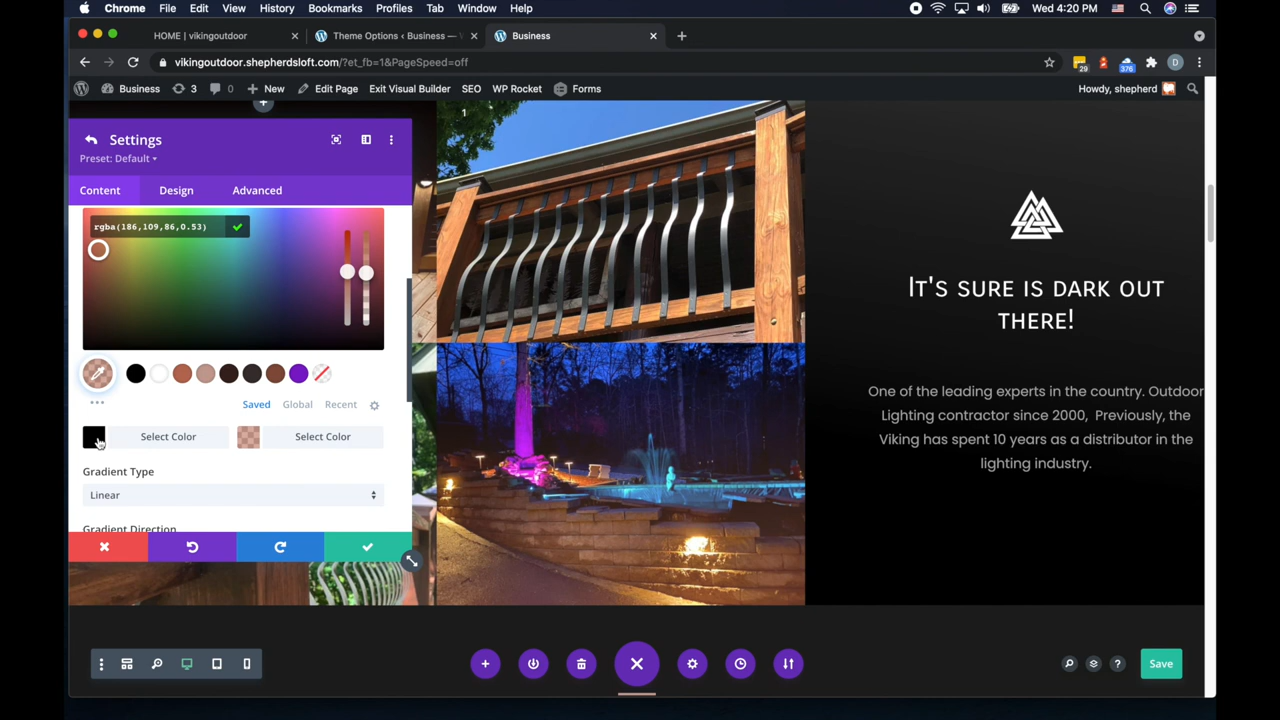 Chrome File Edit View History Bookmarks Profiles Tab Window Help Wed 4:20 PM
HOME | vikingoutdoor Theme Options ‹ Business — Business
vikingoutdoor.shepherdsloft.com/?et_fb=1&PageSpeed=off 29 376 D
Business 3 0 New Edit Page Exit Visual Builder SEO WP Rocket Forms Howdy, shepherd
Settings
Preset: Default
Content Design Advanced
rgba(186,109,86,0.53)
Saved Global Recent
Select Color Select Color
Gradient Type
Linear
Gradient Direction
It's sure is dark out
there!
One of the leading experts in the country. Outdoor
Lighting contractor since 2000, Previously, the
Viking has spent 10 years as a distributor in the
lighting industry.
Save